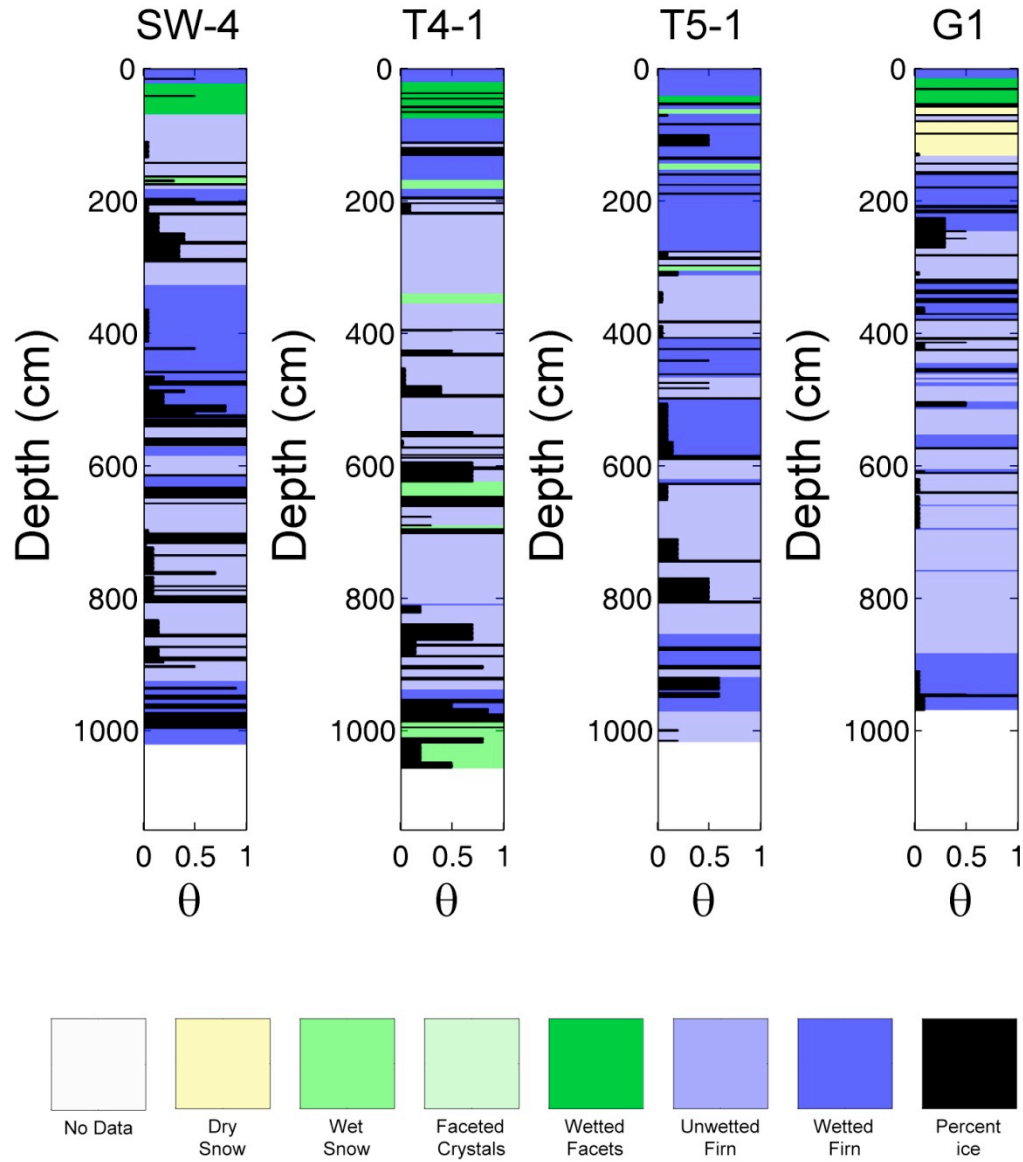 SW-4
T4-1
T5-1
G1
Depth (cm)
0
200
400
600
800
1000
0 0.5 1
θ
Depth (cm)
0
200
400
600
800
1000
0 0.5 1
θ
Depth (cm)
0
200
400
600
800
1000
0 0.5 1
θ
Depth (cm)
0
200
400
600
800
1000
0 0.5 1
θ
No Data
Dry
Snow
Wet
Snow
Faceted
Crystals
Wetted
Facets
Unwetted
Firn
Wetted
Firn
Percent
ice